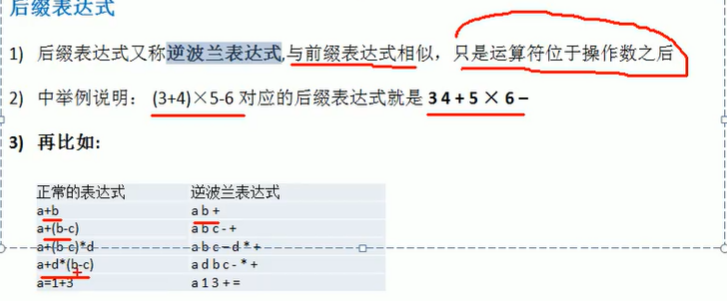 后缀表达式
1) 后缀表达式又称逆波兰表达式,与前缀表达式相似，只是运算符位于操作数之后
2) 中举例说明： (3+4)×5-6 对应的后缀表达式就是 3 4 + 5 × 6 –
3) 再比如:
正常的表达式 逆波兰表达式
a+b a b +
a+(b-c) a b c - +
a+(b-c)*d a b c – d * +
a+d*(b-c) a d b c - * +
a=1+3 a 1 3 + =